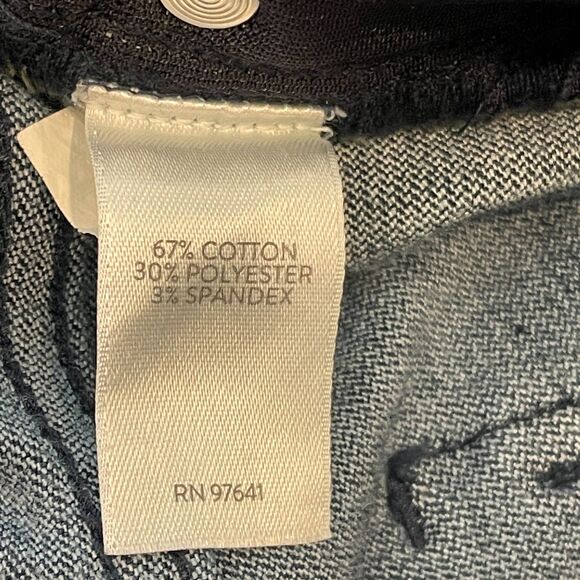 67% COTTON
30% POLYESTER
3% SPANDEX
RN 97641